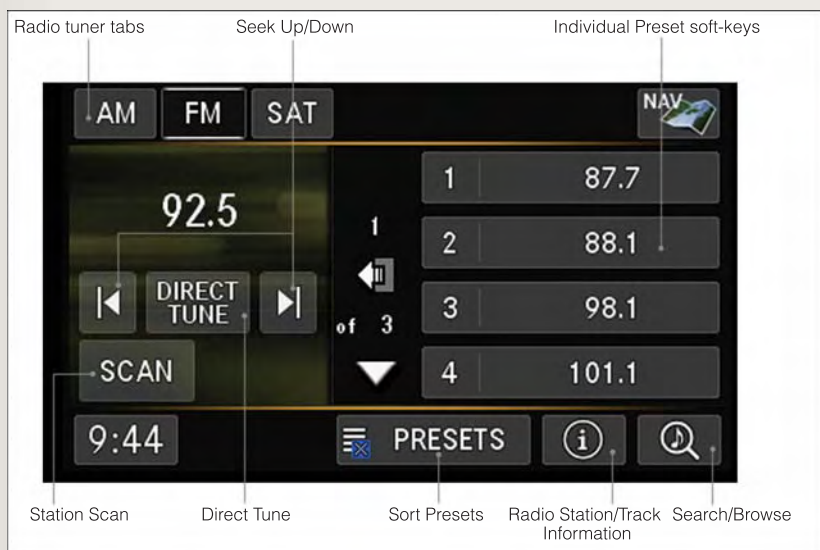 Radio tuner tabs
Seek Up/Down
Individual Preset soft-keys
AM
FM
SAT
NAV
92.5
DIRECT
TUNE
SCAN
1
of 3
1 87.7
2 88.1
3 98.1
4 101.1
9:44
PRESETS
i
Station Scan
Direct Tune
Sort Presets
Radio Station/Track
Information
Search/Browse